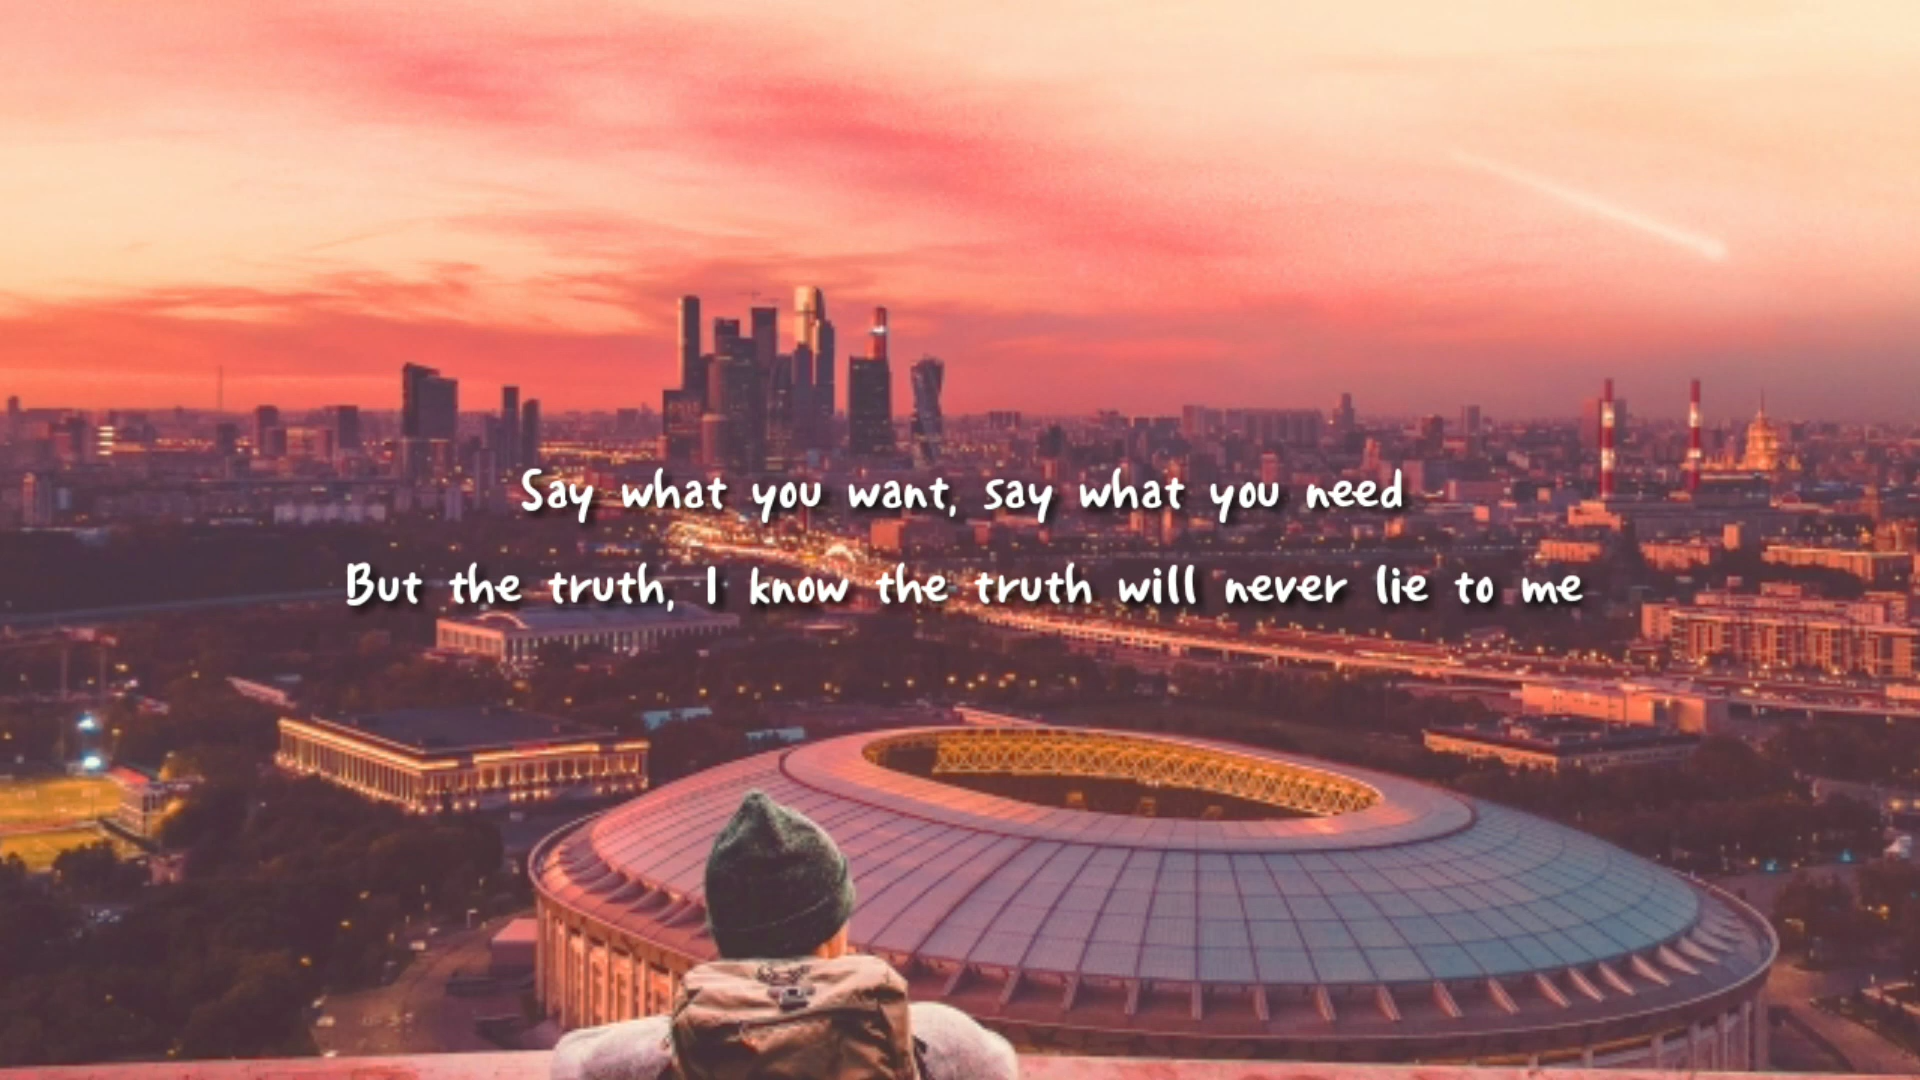 Say what you want, say what you need
But the truth, I know the truth will never lie to me